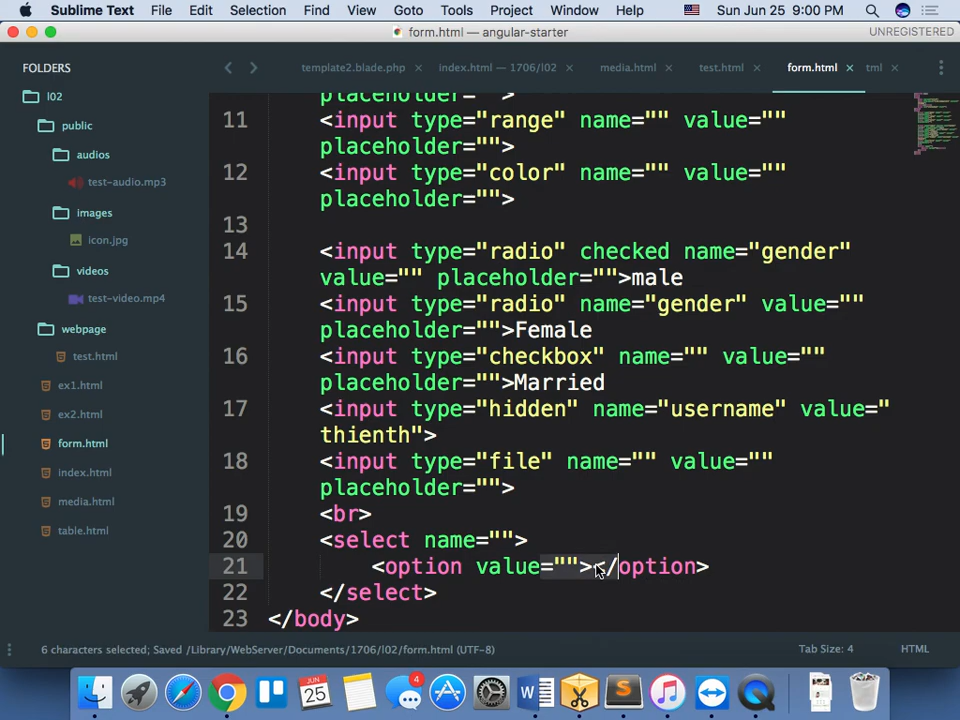 Sublime Text File Edit Selection Find View Goto Tools Project Window Help Sun Jun 25 9:00 PM
form.html — angular-starter UNREGISTERED
FOLDERS
template2.blade.php × index.html — 1706/l02 × media.html × test.html × form.html × tml ×
l02
public
audios
test-audio.mp3
images
icon.jpg
videos
test-video.mp4
webpage
test.html
ex1.html
ex2.html
form.html
index.html
media.html
table.html
placeholder="">
11 <input type="range" name="" value=""
placeholder="">
12 <input type="color" name="" value=""
placeholder="">
13
14 <input type="radio" checked name="gender"
value="" placeholder="">male
15 <input type="radio" name="gender" value=""
placeholder="">Female
16 <input type="checkbox" name="" value=""
placeholder="">Married
17 <input type="hidden" name="username" value="
thienth">
18 <input type="file" name="" value=""
placeholder="">
19 <br>
20 <select name="">
21 <option value=""></option>
22 </select>
23 </body>
6 characters selected; Saved /Library/WebServer/Documents/1706/l02/form.html (UTF-8) Tab Size: 4 HTML
4
JUN
25